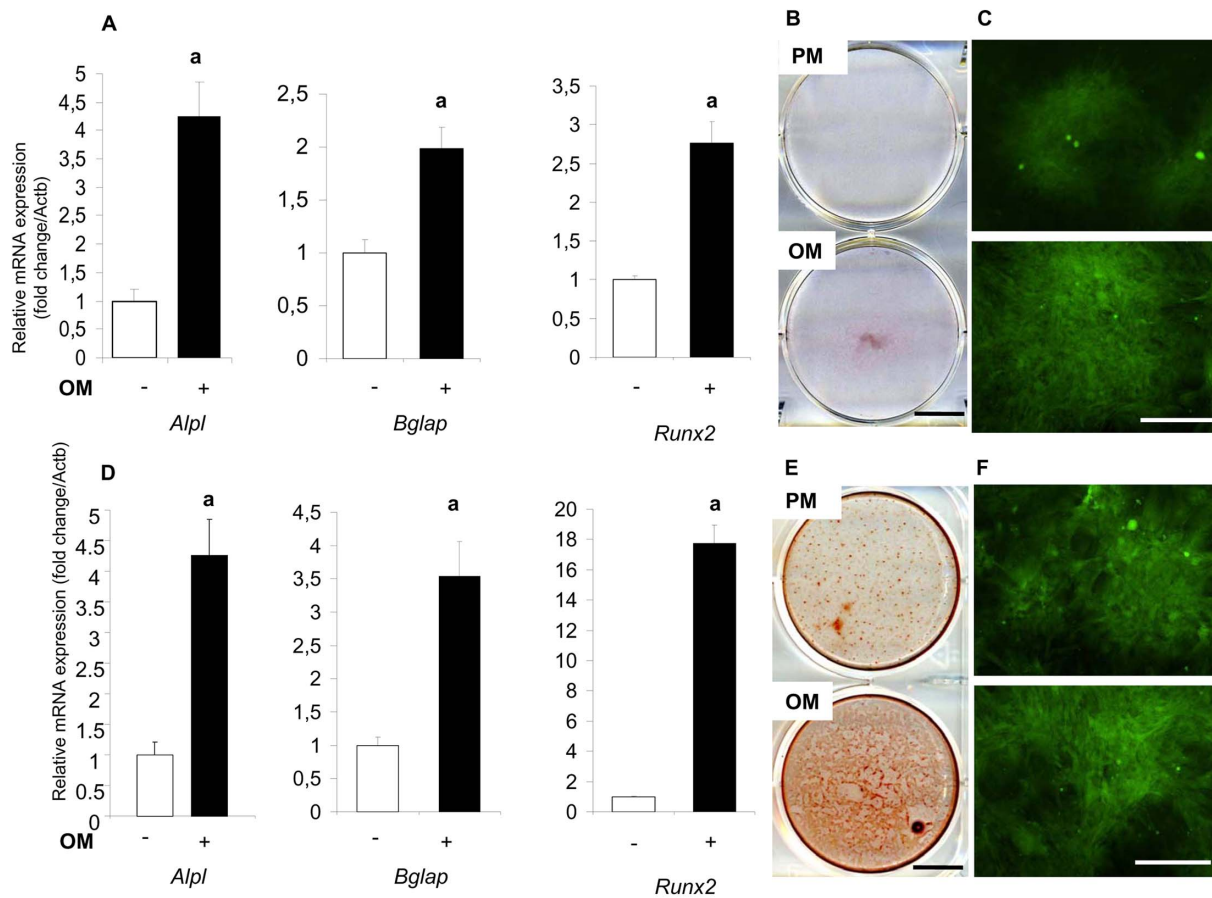 A
B
C
Relative mRNA expression
(fold change/Actb)
5
4,5
4
3,5
3
2,5
2
1,5
1
0,5
0
a
2,5
2
1,5
1
0,5
0
a
3,5
3
2,5
2
1,5
1
0,5
0
a
OM
- +
- +
- +
Alpl
Bglap
Runx2
PM
OM
D
E
F
Relative mRNA expression (fold change/Actb)
5
4.5
4
3.5
3
2.5
2
1.5
1
0.5
0
a
4,5
4
3,5
3
2,5
2
1,5
1
0,5
0
a
20
18
16
14
12
10
8
6
4
2
0
a
OM
- +
- +
- +
Alpl
Bglap
Runx2
PM
OM